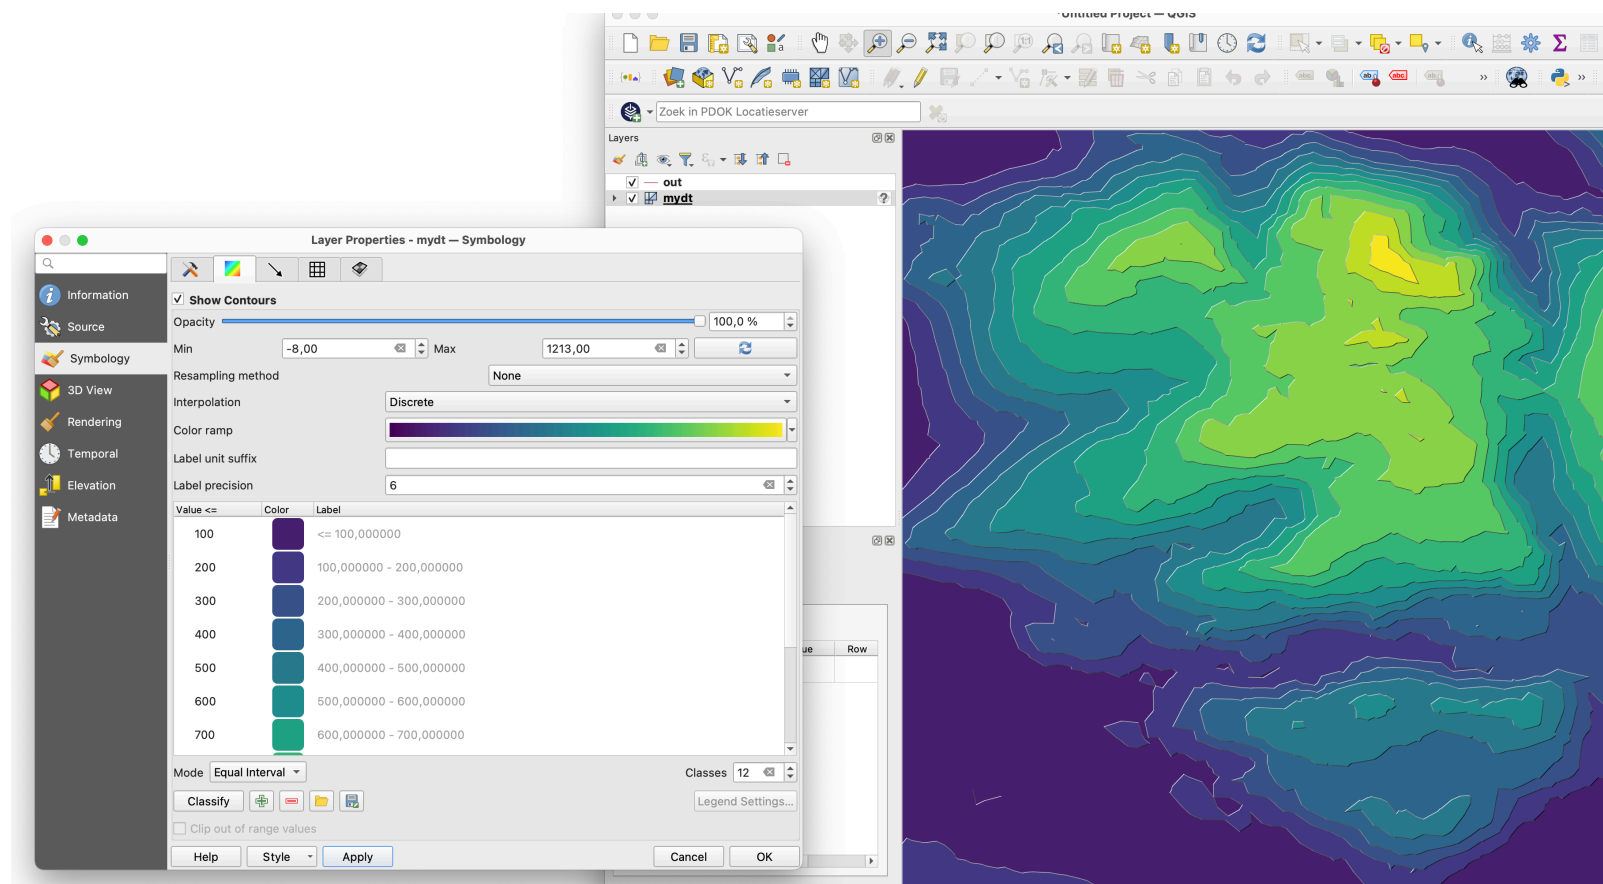 *Untitled Project — QGIS
Zoek in PDOK Locatieserver
Layers
out
mydt
?
Layer Properties - mydt — Symbology
Information
Source
Symbology
3D View
Rendering
Temporal
Elevation
Metadata
Show Contours
Opacity 100,0 %
Min -8,00 Max 1213,00
Resampling method None
Interpolation Discrete
Color ramp
Label unit suffix
Label precision 6
Value <= Color Label
100 <= 100,000000
200 100,000000 - 200,000000
300 200,000000 - 300,000000
400 300,000000 - 400,000000
500 400,000000 - 500,000000
600 500,000000 - 600,000000
700 600,000000 - 700,000000
Mode Equal Interval Classes 12
Classify Legend Settings...
Clip out of range values
Help Style Apply Cancel OK
ue Row